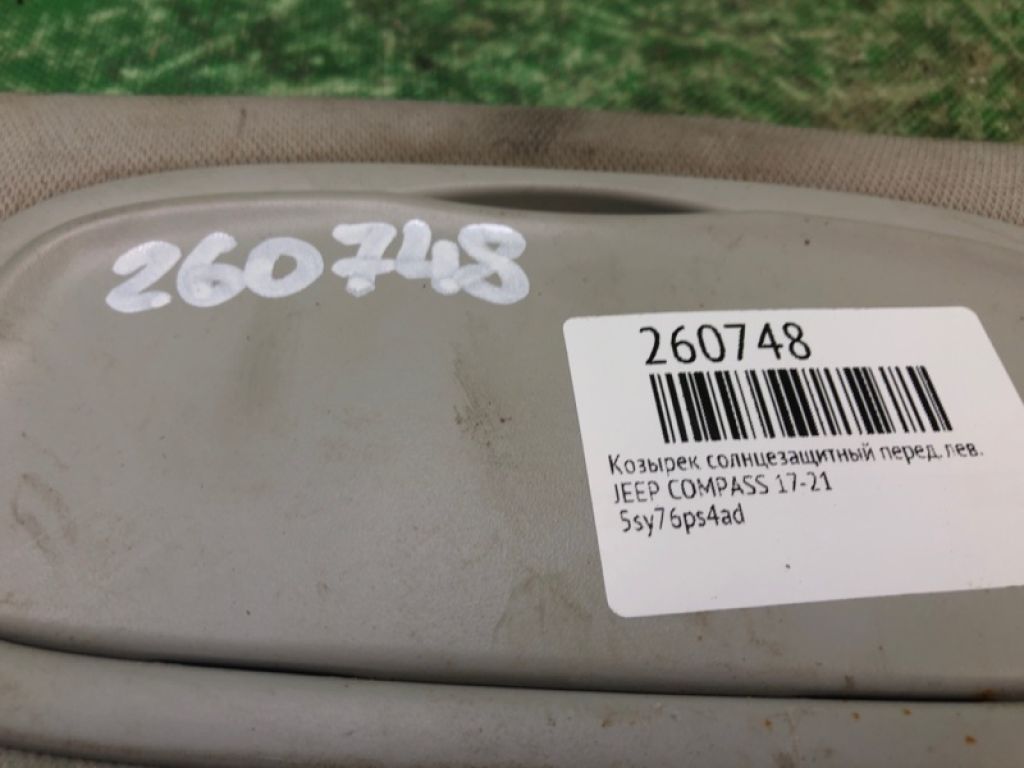 260748
260748
Козырек солнцезащитный перед. лев.
JEEP COMPASS 17-21
5sy76ps4ad